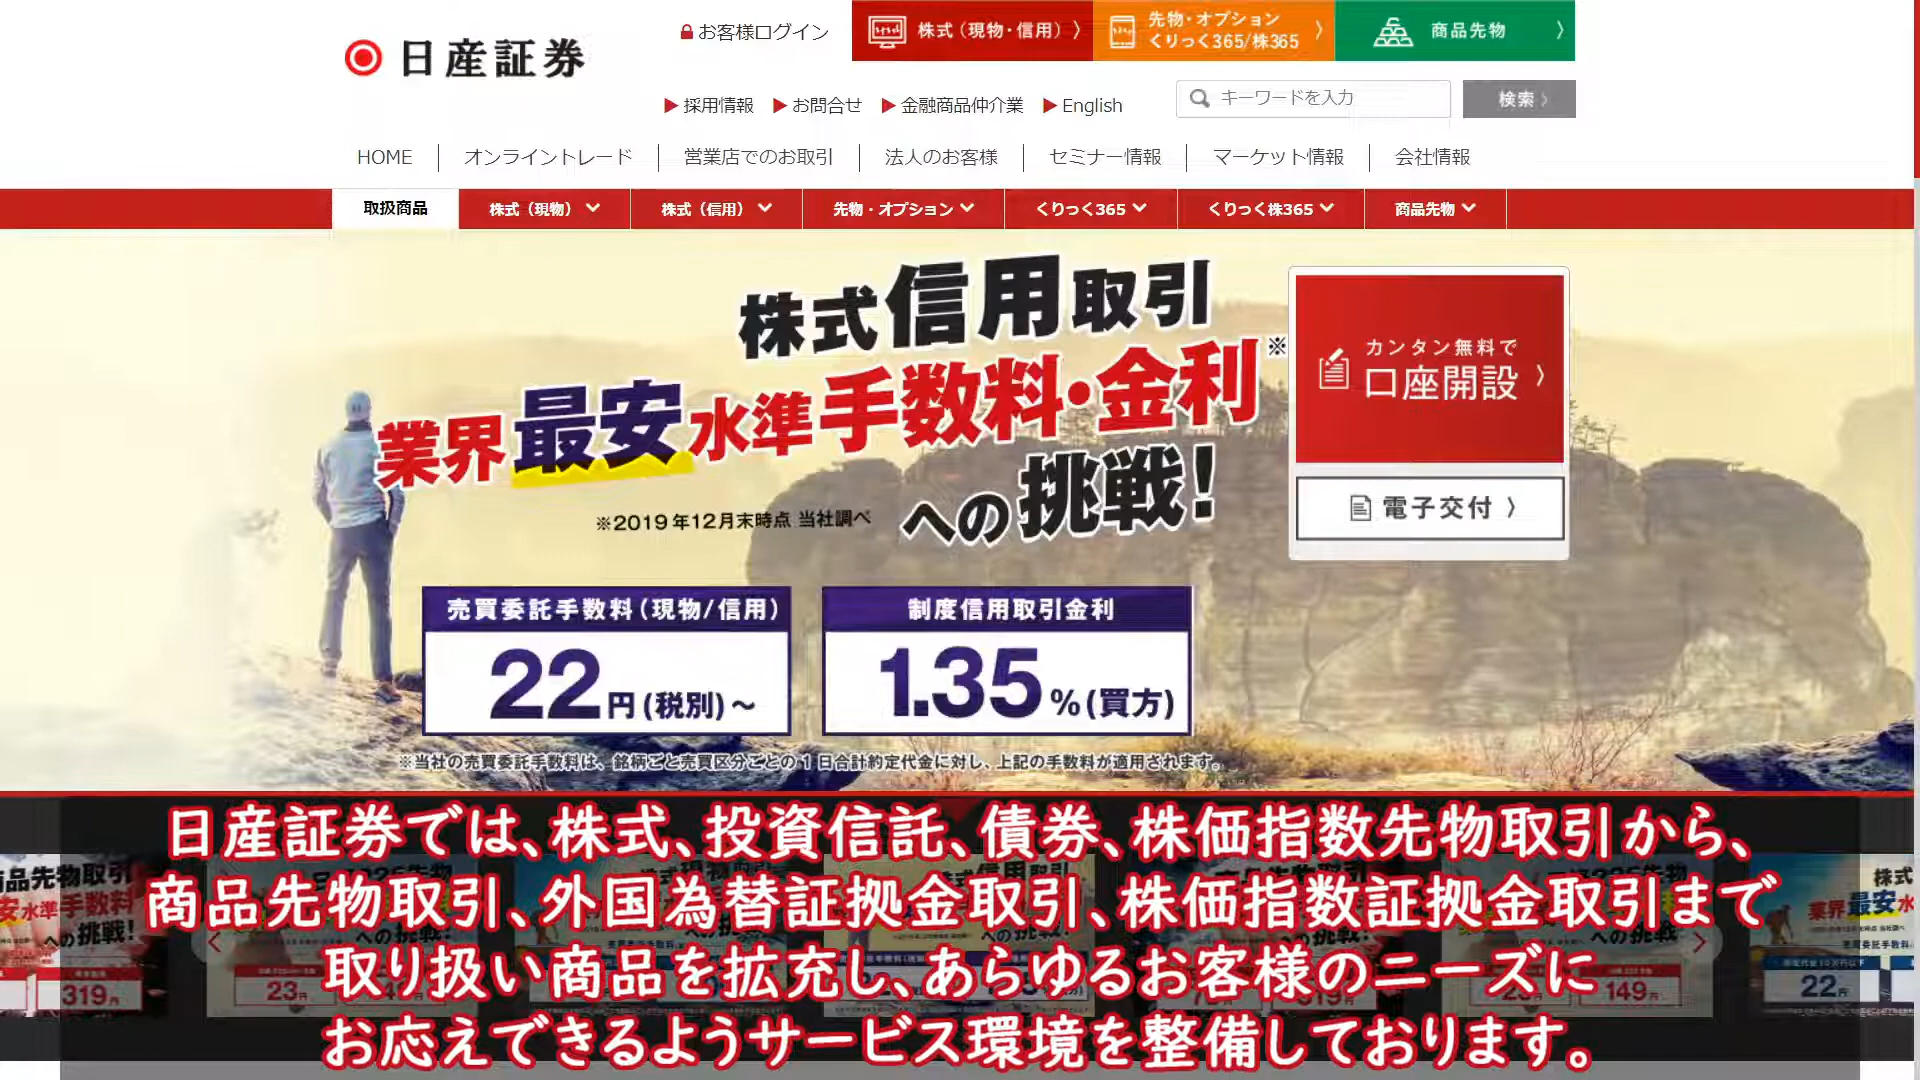 日産証券
お客様ログイン
株式（現物・信用）
先物・オプション
くりっく365/株365
商品先物
採用情報
お問合せ
金融商品仲介業
English
キーワードを入力
検索
HOME
オンライントレード
営業店でのお取引
法人のお客様
セミナー情報
マーケット情報
会社情報
取扱商品
株式（現物）
株式（信用）
先物・オプション
くりっく365
くりっく株365
商品先物
株式信用取引
業界最安水準手数料・金利※
への挑戦!
※2019年12月末時点 当社調べ
カンタン無料で
口座開設
電子交付
売買委託手数料（現物/信用）
22円(税別)～
制度信用取引金利
1.35%(買方)
※当社の売買委託手数料は、銘柄ごと売買区分ごとの1日合計約定代金に対し、上記の手数料が適用されます。
日産証券では、株式、投資信託、債券、株価指数先物取引から、
商品先物取引、外国為替証拠金取引、株価指数証拠金取引まで
取り扱い商品を拡充し、あらゆるお客様のニーズに
お応えできるようサービス環境を整備しております。
319円
23円
149円
22円